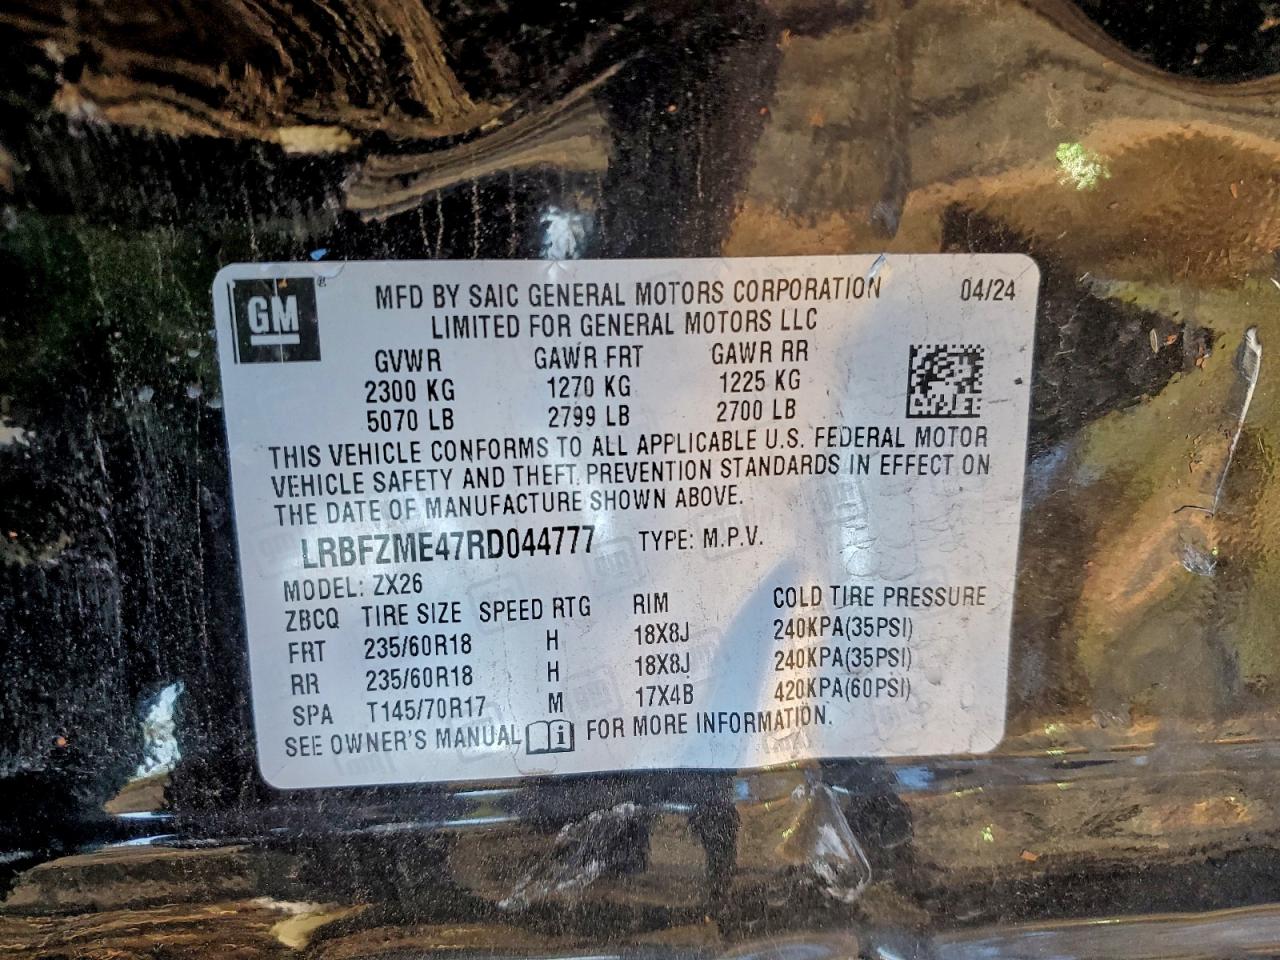 GM ®
MFD BY SAIC GENERAL MOTORS CORPORATION 04/24
LIMITED FOR GENERAL MOTORS LLC
GVWR GAWR FRT GAWR RR
2300 KG 1270 KG 1225 KG
5070 LB 2799 LB 2700 LB
THIS VEHICLE CONFORMS TO ALL APPLICABLE U.S. FEDERAL MOTOR
VEHICLE SAFETY AND THEFT PREVENTION STANDARDS IN EFFECT ON
THE DATE OF MANUFACTURE SHOWN ABOVE.
LRBFZME47RD044777 TYPE: M.P.V.
MODEL: ZX26
ZBCQ TIRE SIZE SPEED RTG RIM COLD TIRE PRESSURE
FRT 235/60R18 H 18X8J 240KPA(35PSI)
RR 235/60R18 H 18X8J 240KPA(35PSI)
SPA T145/70R17 M 17X4B 420KPA(60PSI)
SEE OWNER'S MANUAL i FOR MORE INFORMATION.